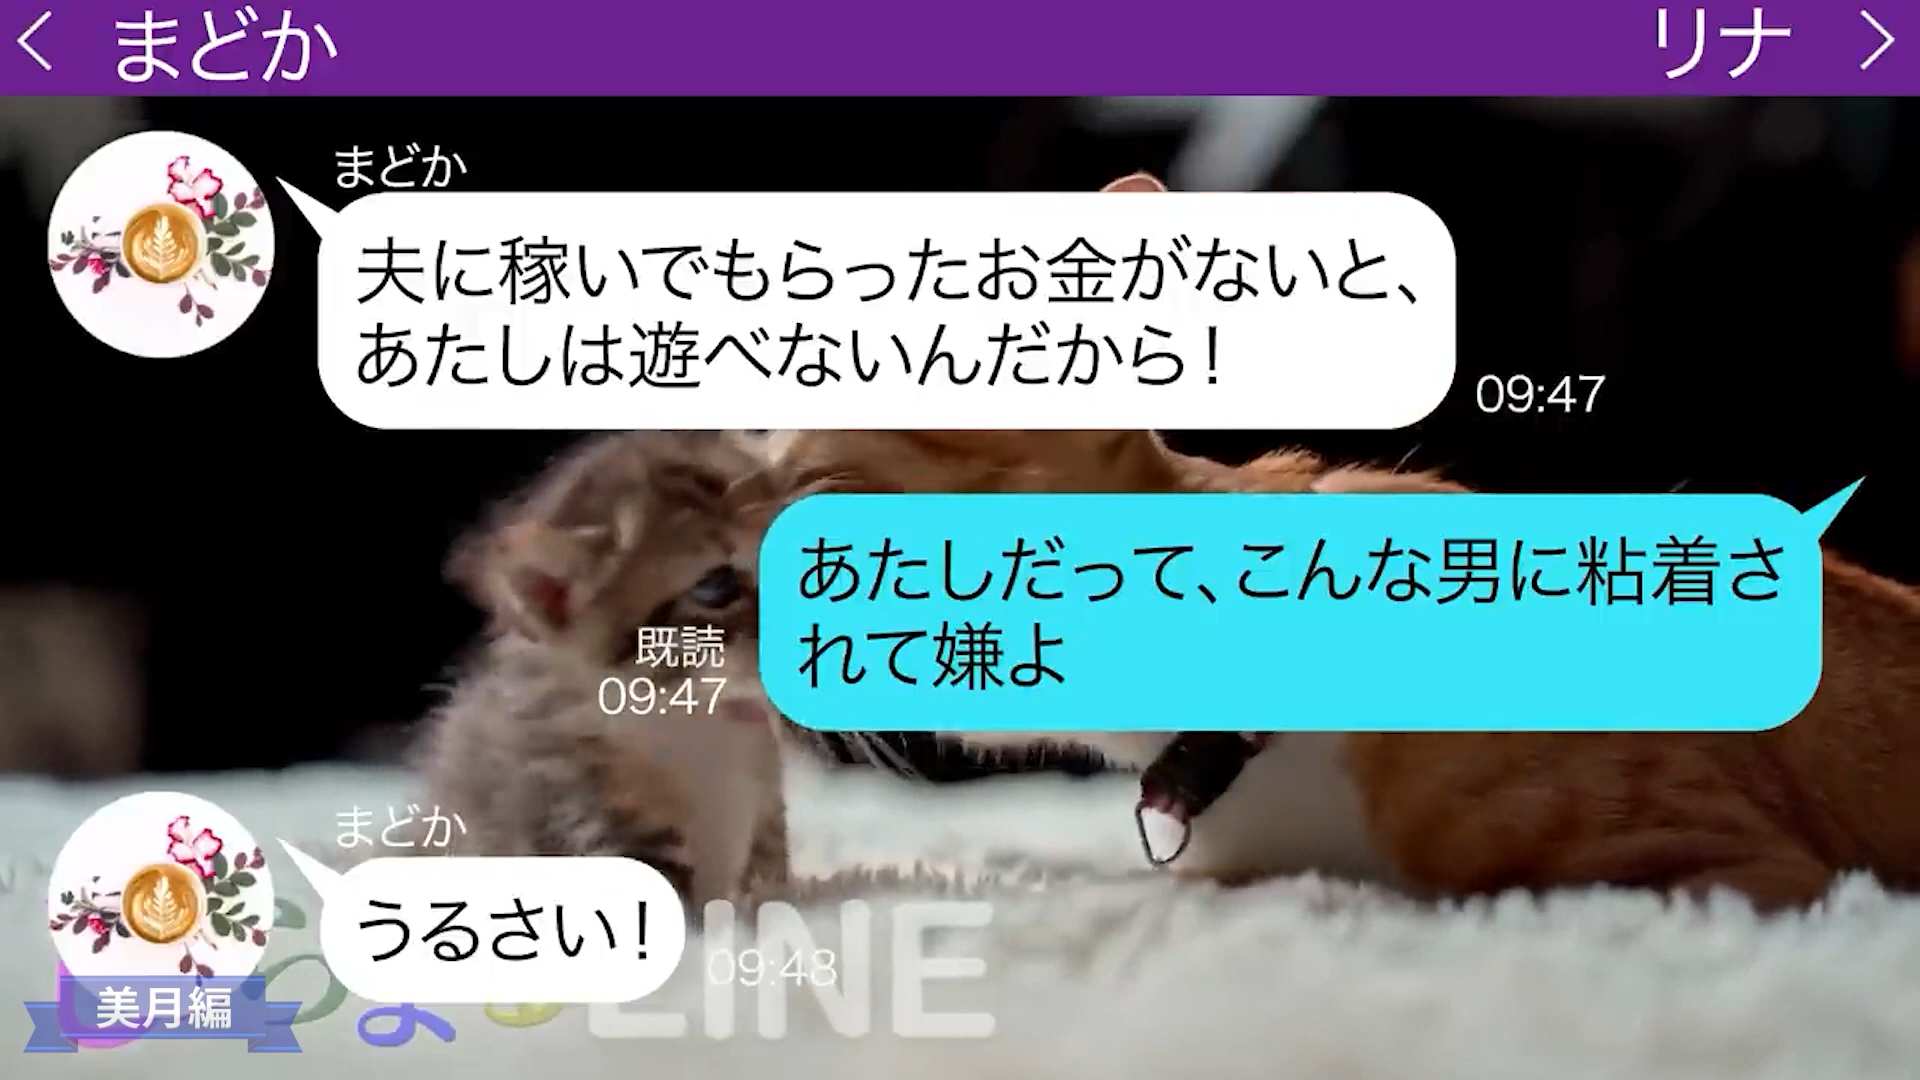 まどか
リナ
まどか
夫に稼いでもらったお金がないと、
あたしは遊べないんだから！
09:47
あたしだって、こんな男に粘着さ
れて嫌よ
既読
09:47
まどか
うるさい！
09:48
LINE
美月編